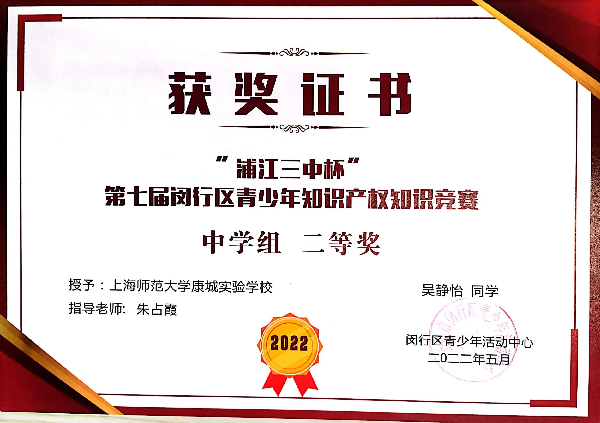 获奖证书
“浦江三中杯”
第七届闵行区青少年知识产权知识竞赛
中学组 二等奖
授予：上海师范大学康城实验学校 吴静怡 同学
指导老师: 朱占霞
2022
闵行区青少年活动中心
二〇二二年五月